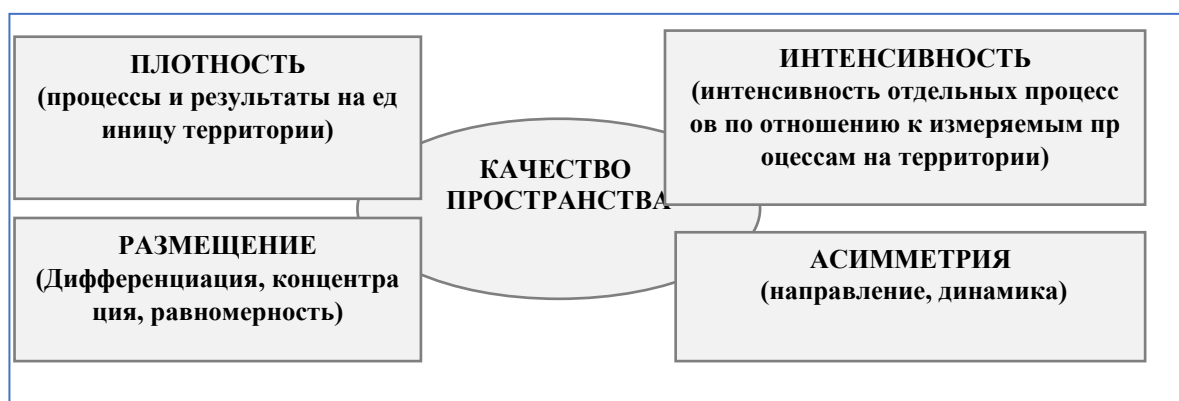 ПЛОТНОСТЬ
(процессы и результаты на ед
иницу территории)
ИНТЕНСИВНОСТЬ
(интенсивность отдельных процесс
ов по отношению к измеряемым пр
оцессам на территории)
КАЧЕСТВО
ПРОСТРАНСТВА
РАЗМЕЩЕНИЕ
(Дифференциация, концентра
ция, равномерность)
АСИММЕТРИЯ
(направление, динамика)